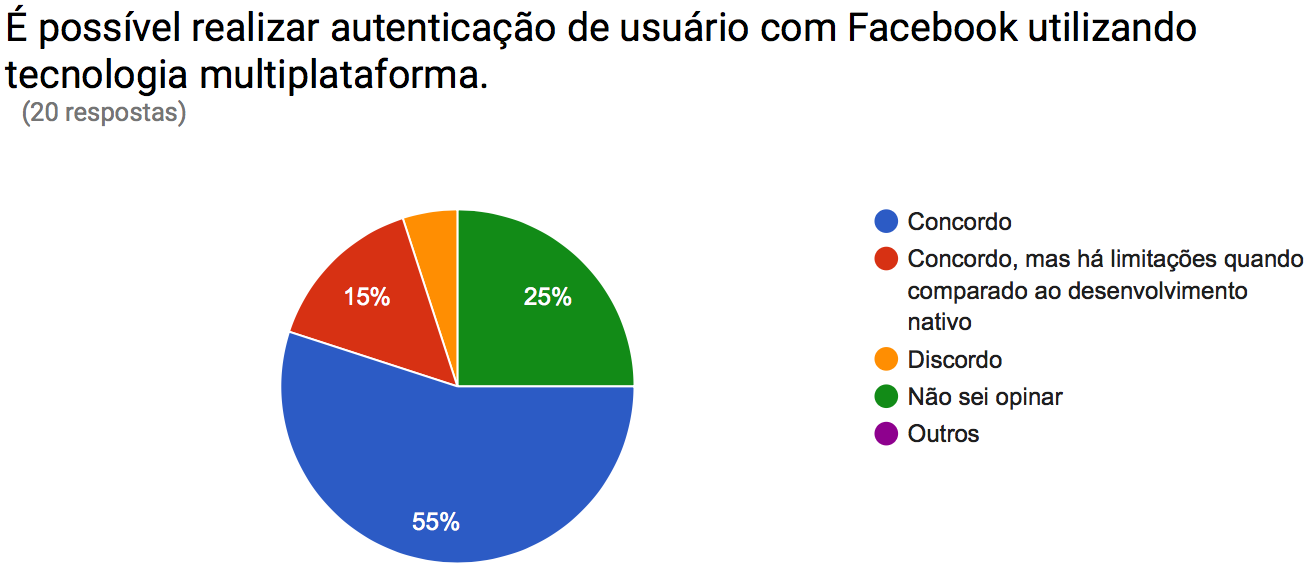 É possível realizar autenticação de usuário com Facebook utilizando
tecnologia multiplataforma.
(20 respostas)
15%
25%
55%
Concordo
Concordo, mas há limitações quando
comparado ao desenvolvimento
nativo
Discordo
Não sei opinar
Outros